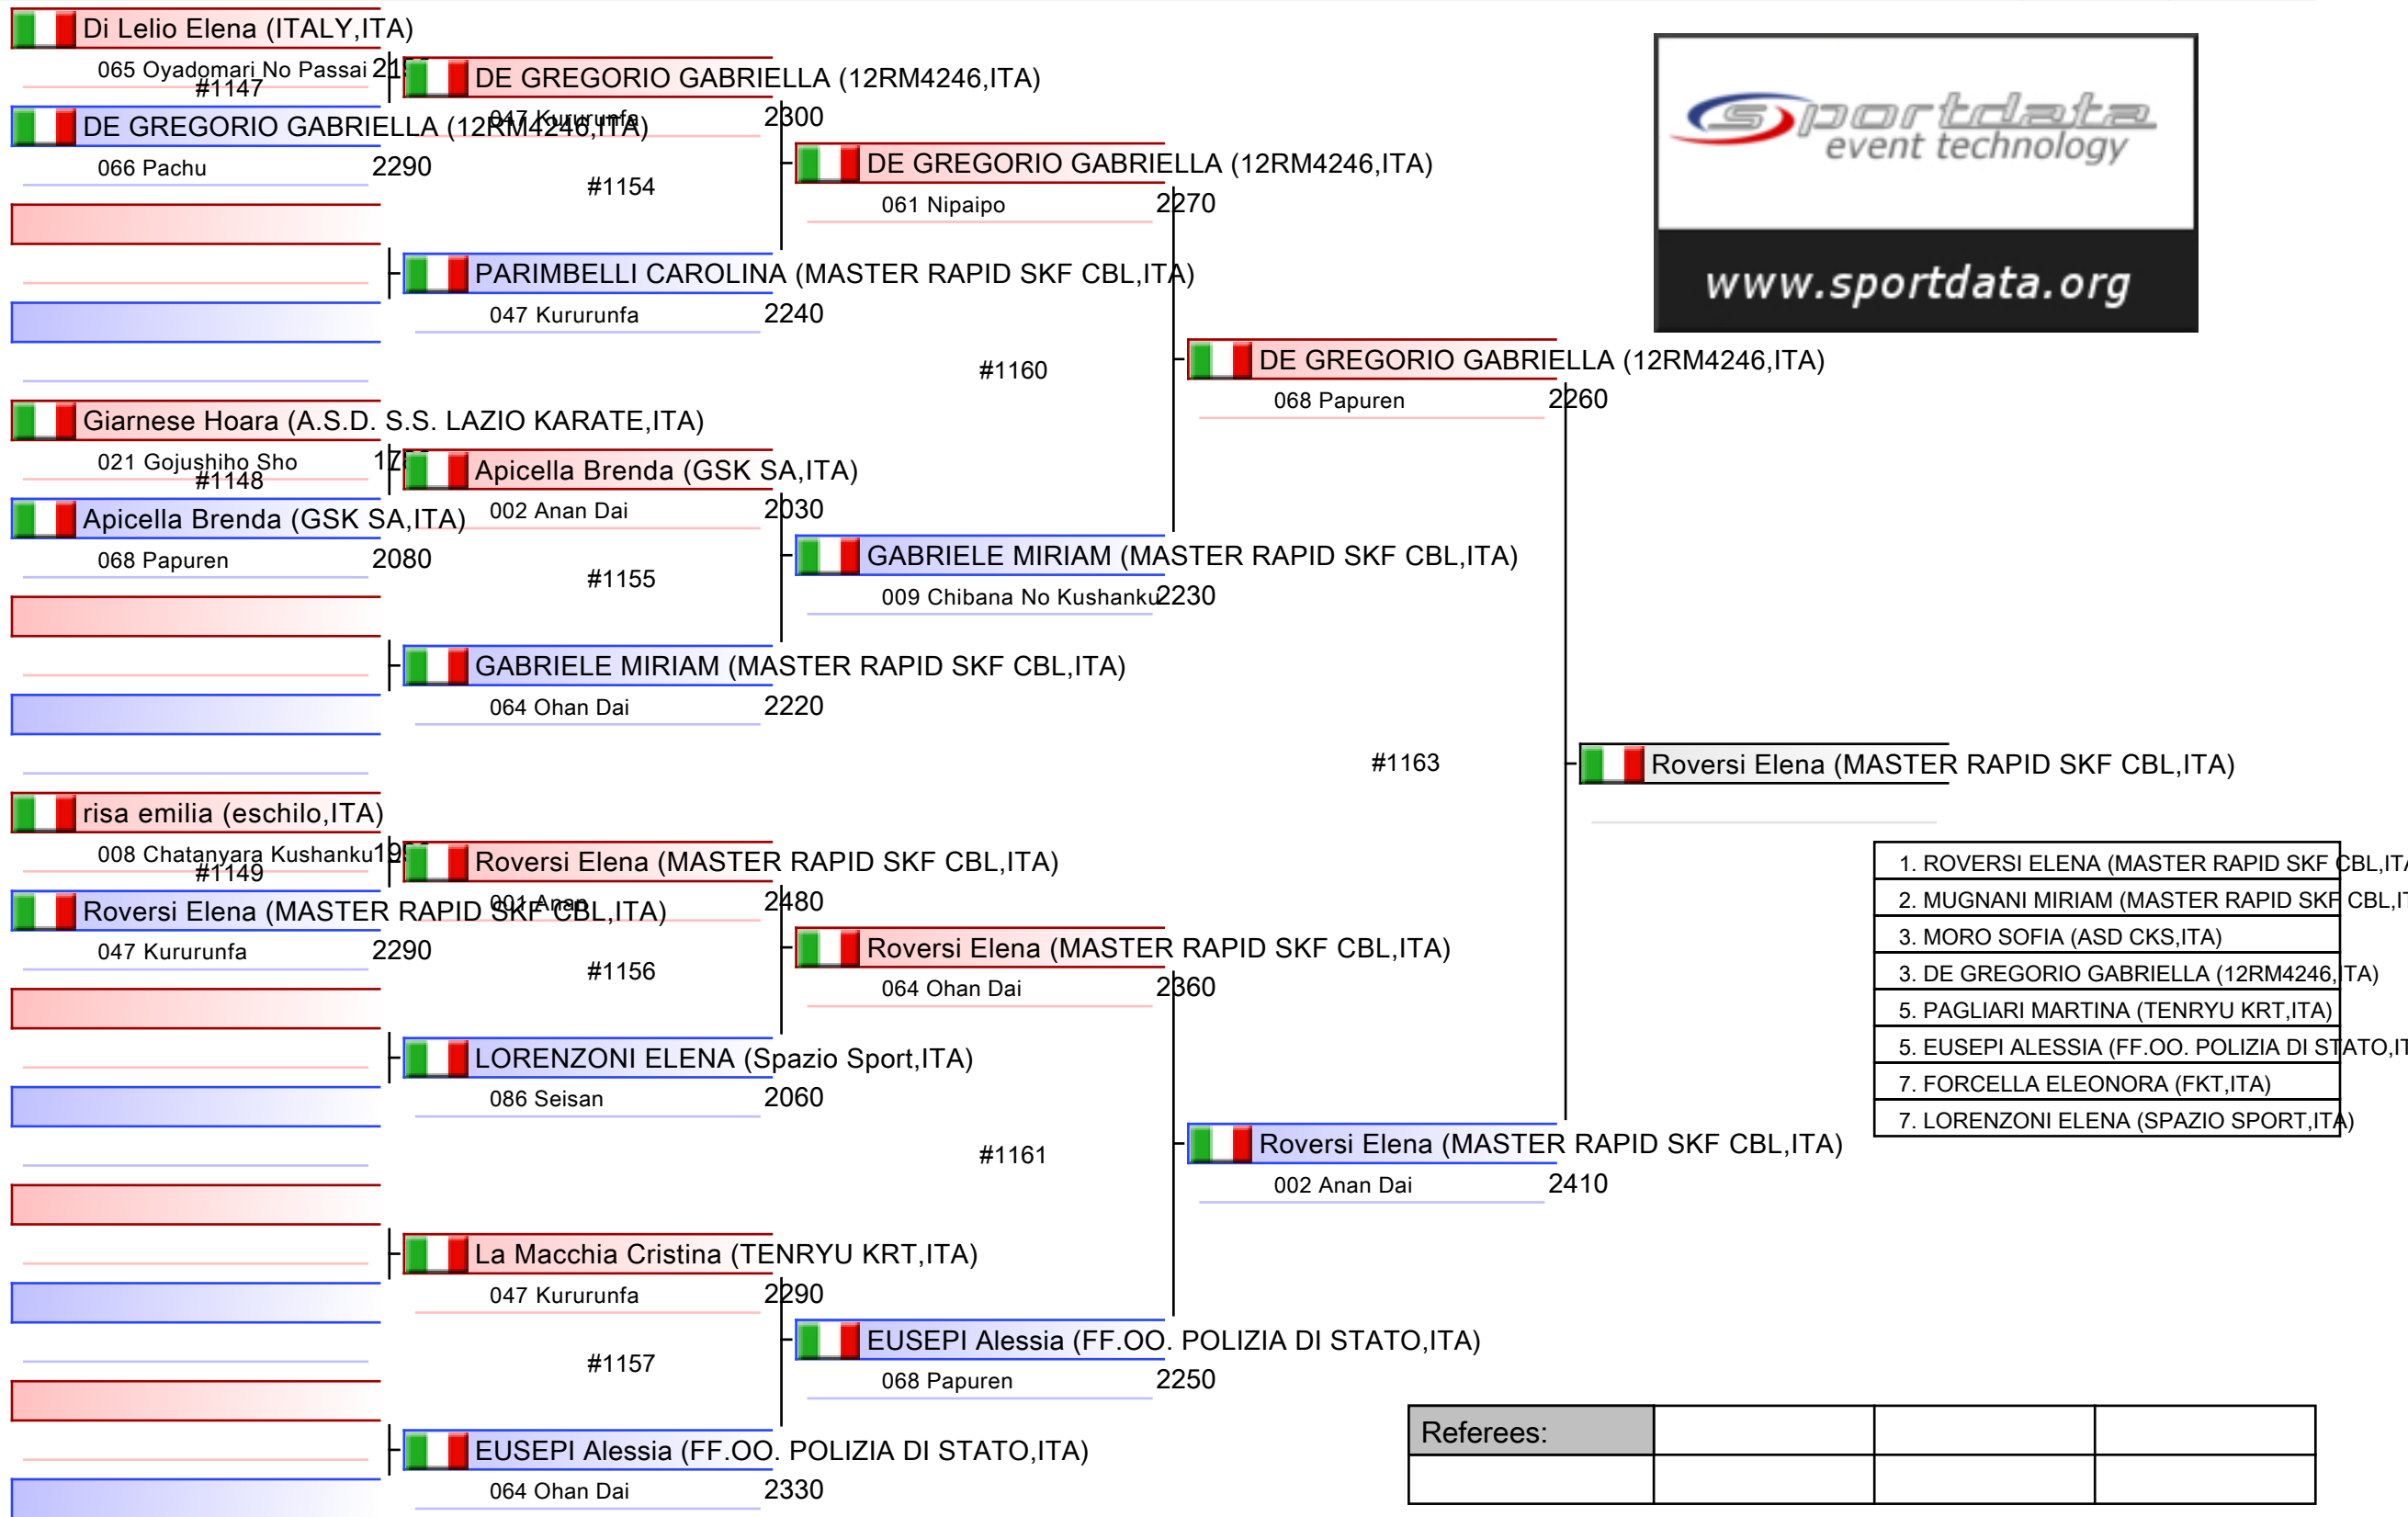 Di Lelio Elena (ITALY,ITA)
065 Oyadomari No Passai
#1147
DE GREGORIO GABRIELLA (12RM4246,ITA)
066 Pachu 2290
Giarnese Hoara (A.S.D. S.S. LAZIO KARATE,ITA)
021 Gojushiho Sho
#1148
Apicella Brenda (GSK SA,ITA)
068 Papuren 2080
risa emilia (eschilo,ITA)
008 Chatanyara Kushanku
#1149
Roversi Elena (MASTER RAPID SKF CBL,ITA)
047 Kururunfa 2290
DE GREGORIO GABRIELLA (12RM4246,ITA)
047 Kururunfa 2300
#1154
PARIMBELLI CAROLINA (MASTER RAPID SKF CBL,ITA)
047 Kururunfa 2240
Apicella Brenda (GSK SA,ITA)
002 Anan Dai 2030
#1155
GABRIELE MIRIAM (MASTER RAPID SKF CBL,ITA)
064 Ohan Dai 2220
Roversi Elena (MASTER RAPID SKF CBL,ITA)
001 Anan 2480
#1156
LORENZONI ELENA (Spazio Sport,ITA)
086 Seisan 2060
La Macchia Cristina (TENRYU KRT,ITA)
047 Kururunfa 2290
#1157
EUSEPI Alessia (FF.OO. POLIZIA DI STATO,ITA)
064 Ohan Dai 2330
DE GREGORIO GABRIELLA (12RM4246,ITA)
061 Nipaipo 2270
#1160
GABRIELE MIRIAM (MASTER RAPID SKF CBL,ITA)
009 Chibana No Kushanku 2230
Roversi Elena (MASTER RAPID SKF CBL,ITA)
064 Ohan Dai 2360
#1161
EUSEPI Alessia (FF.OO. POLIZIA DI STATO,ITA)
068 Papuren 2250
DE GREGORIO GABRIELLA (12RM4246,ITA)
068 Papuren 2260
#1163
Roversi Elena (MASTER RAPID SKF CBL,ITA)
002 Anan Dai 2410
Roversi Elena (MASTER RAPID SKF CBL,ITA)
sportdata
event technology
www.sportdata.org
1. ROVERSI ELENA (MASTER RAPID SKF CBL,ITA
2. MUGNANI MIRIAM (MASTER RAPID SKF CBL,IT
3. MORO SOFIA (ASD CKS,ITA)
3. DE GREGORIO GABRIELLA (12RM4246,ITA)
5. PAGLIARI MARTINA (TENRYU KRT,ITA)
5. EUSEPI ALESSIA (FF.OO. POLIZIA DI STATO,IT
7. FORCELLA ELEONORA (FKT,ITA)
7. LORENZONI ELENA (SPAZIO SPORT,ITA)
Referees: